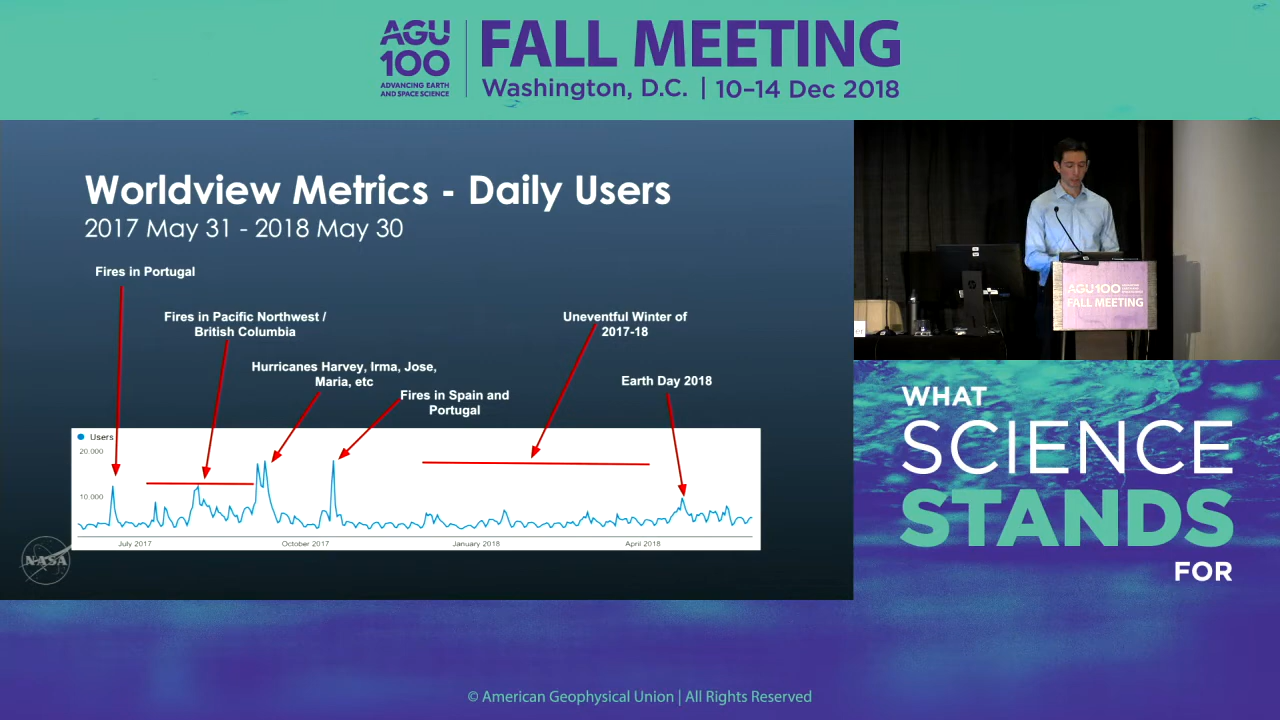 AGU
100
ADVANCING EARTH
AND SPACE SCIENCE
FALL MEETING
Washington, D.C. | 10–14 Dec 2018
Worldview Metrics - Daily Users
2017 May 31 - 2018 May 30
Fires in Portugal
Fires in Pacific Northwest /
British Columbia
Uneventful Winter of
2017-18
Hurricanes Harvey, Irma, Jose,
Maria, etc
Earth Day 2018
Fires in Spain and
Portugal
Users
20 000
10 000
July 2017
October 2017
January 2018
April 2018
NASA
AGU100
FALL MEETING
WHAT
SCIENCE
STANDS
FOR
© American Geophysical Union | All Rights Reserved